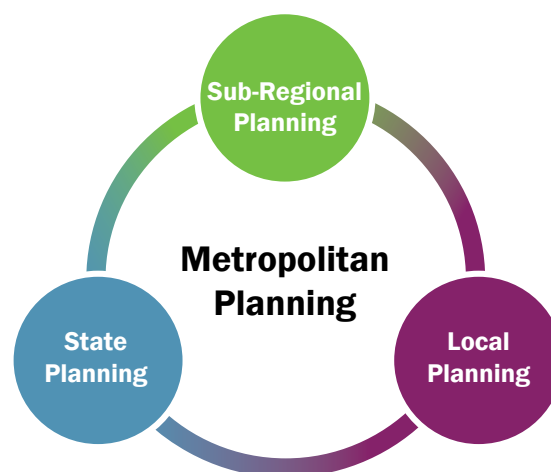 Sub-Regional
Planning
Metropolitan
Planning
State
Planning
Local
Planning